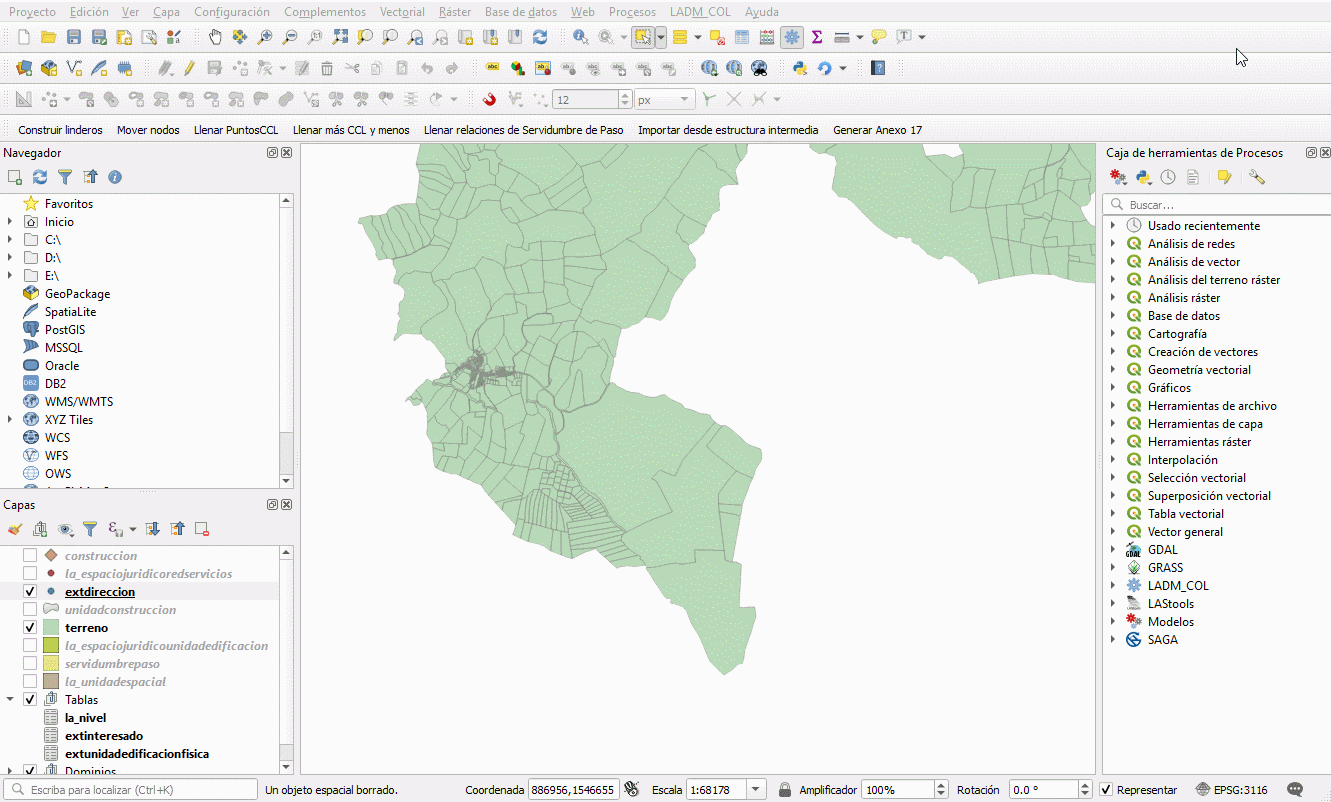 Proyecto Edición Ver Capa Configuración Complementos Vectorial Ráster Base de datos Web Procesos LADM_COL Ayuda
12 px
Construir linderos Mover nodos Llenar PuntosCCL Llenar más CCL y menos Llenar relaciones de Servidumbre de Paso Importar desde estructura intermedia Generar Anexo 17
Navegador
Favoritos
Inicio
C:\
D:\
E:\
GeoPackage
SpatiaLite
PostGIS
MSSQL
Oracle
DB2
WMS/WMTS
XYZ Tiles
WCS
WFS
OWS
Capas
construccion
la_espaciojuridicoredservicios
extdireccion
unidadconstruccion
terreno
la_espaciojuridicounidadedificacion
servidumbrepaso
la_unidadespacial
Tablas
la_nivel
extinteresado
extunidadedificacionfisica
Dominios
Caja de herramientas de Procesos
Buscar...
Usado recientemente
Análisis de redes
Análisis de vector
Análisis del terreno ráster
Análisis ráster
Base de datos
Cartografía
Creación de vectores
Geometría vectorial
Gráficos
Herramientas de archivo
Herramientas de capa
Herramientas ráster
Interpolación
Selección vectorial
Superposición vectorial
Tabla vectorial
Vector general
GDAL
GRASS
LADM_COL
LAStools
Modelos
SAGA
Escriba para localizar (Ctrl+K) Un objeto espacial borrado. Coordenada 886956,1546655 Escala 1:68178 Amplificador 100% Rotación 0.0 ° Representar EPSG:3116